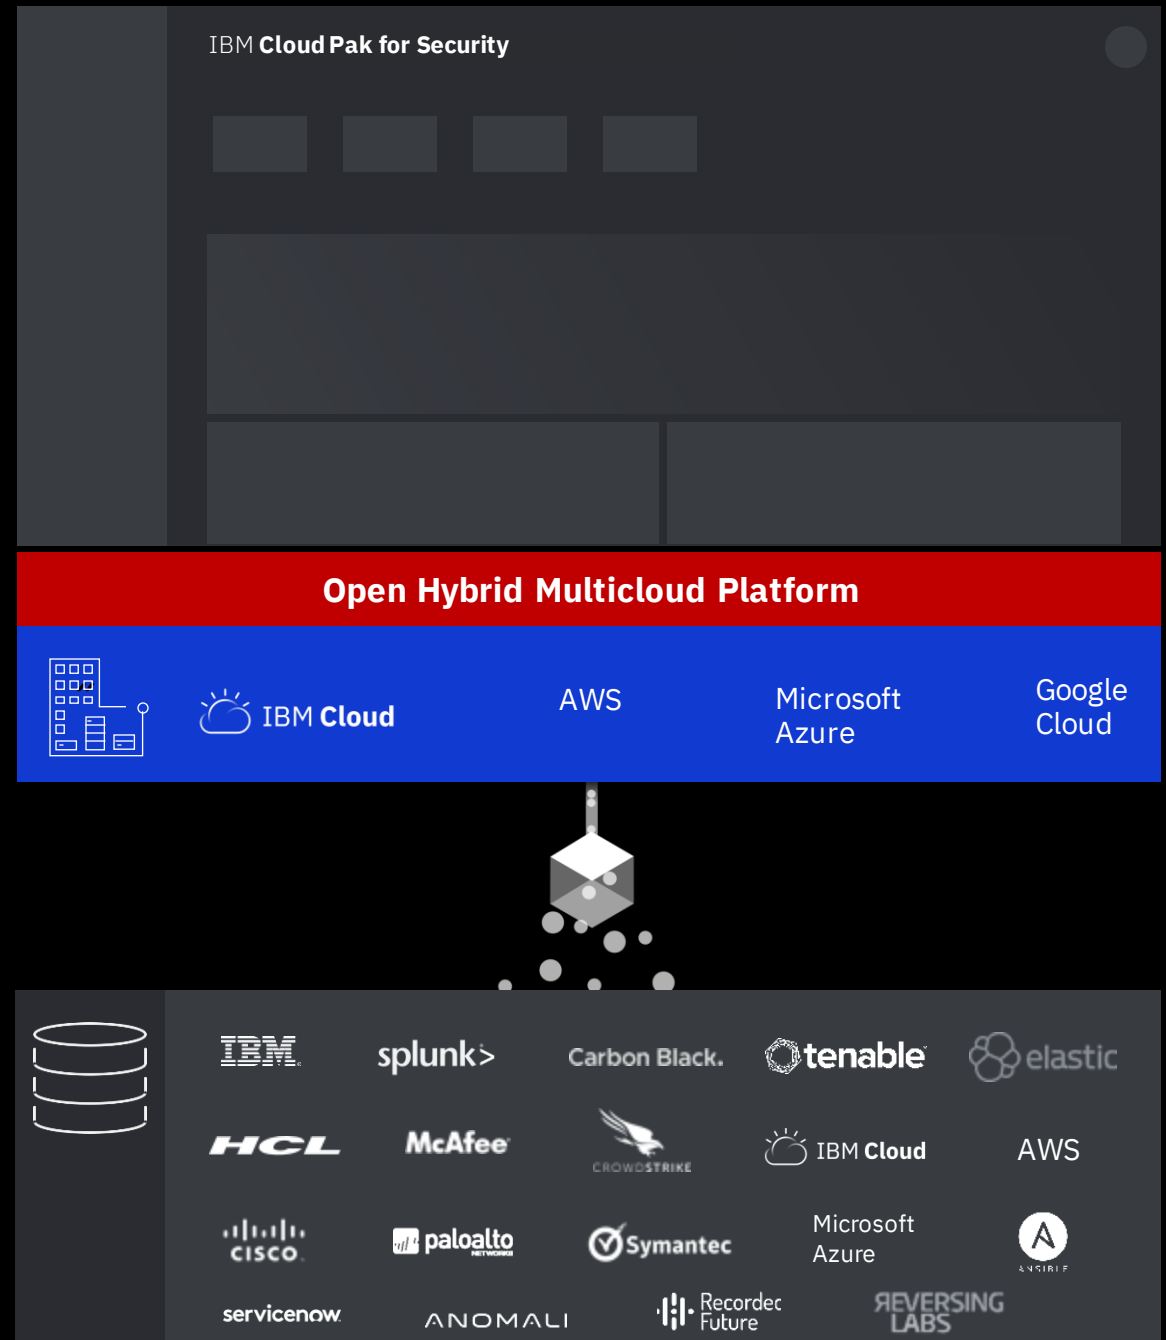 IBM Cloud Pak for Security
Open Hybrid Multicloud Platform
IBM Cloud
AWS
Microsoft
Azure
Google
Cloud
IBM
splunk>
Carbon Black.
tenable
elastic
HCL
McAfee
CROWDSTRIKE
IBM Cloud
AWS
CISCO
paloalto
NETWORKS
Symantec
Microsoft
Azure
ANSIBLE
servicenow
ANOMALI
Recorded
Future
REVERSING
LABS